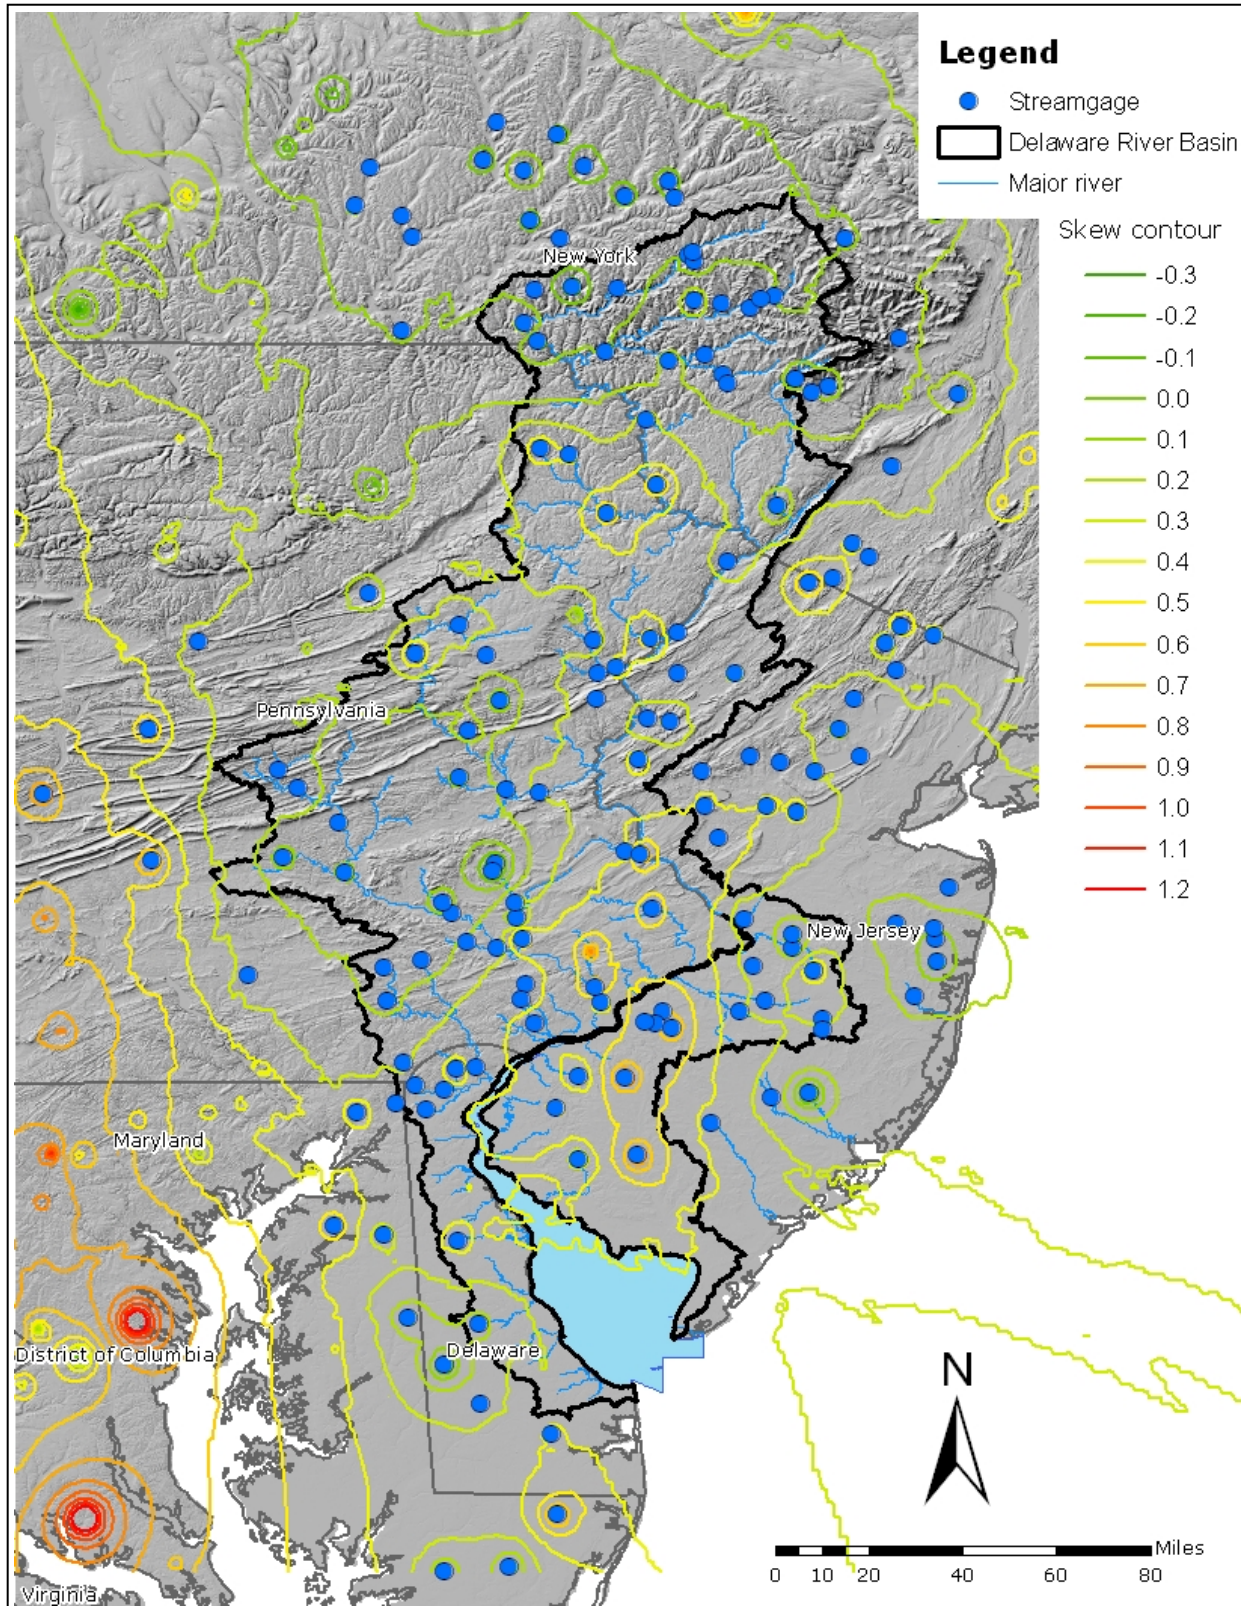 Legend
Streamgage
Delaware River Basin
Major river
Skew contour
-0.3
-0.2
-0.1
0.0
0.1
0.2
0.3
0.4
0.5
0.6
0.7
0.8
0.9
1.0
1.1
1.2
New York
Pennsylvania
New Jersey
Maryland
District of Columbia
Delaware
Virginia
N
Miles
0 10 20 40 60 80